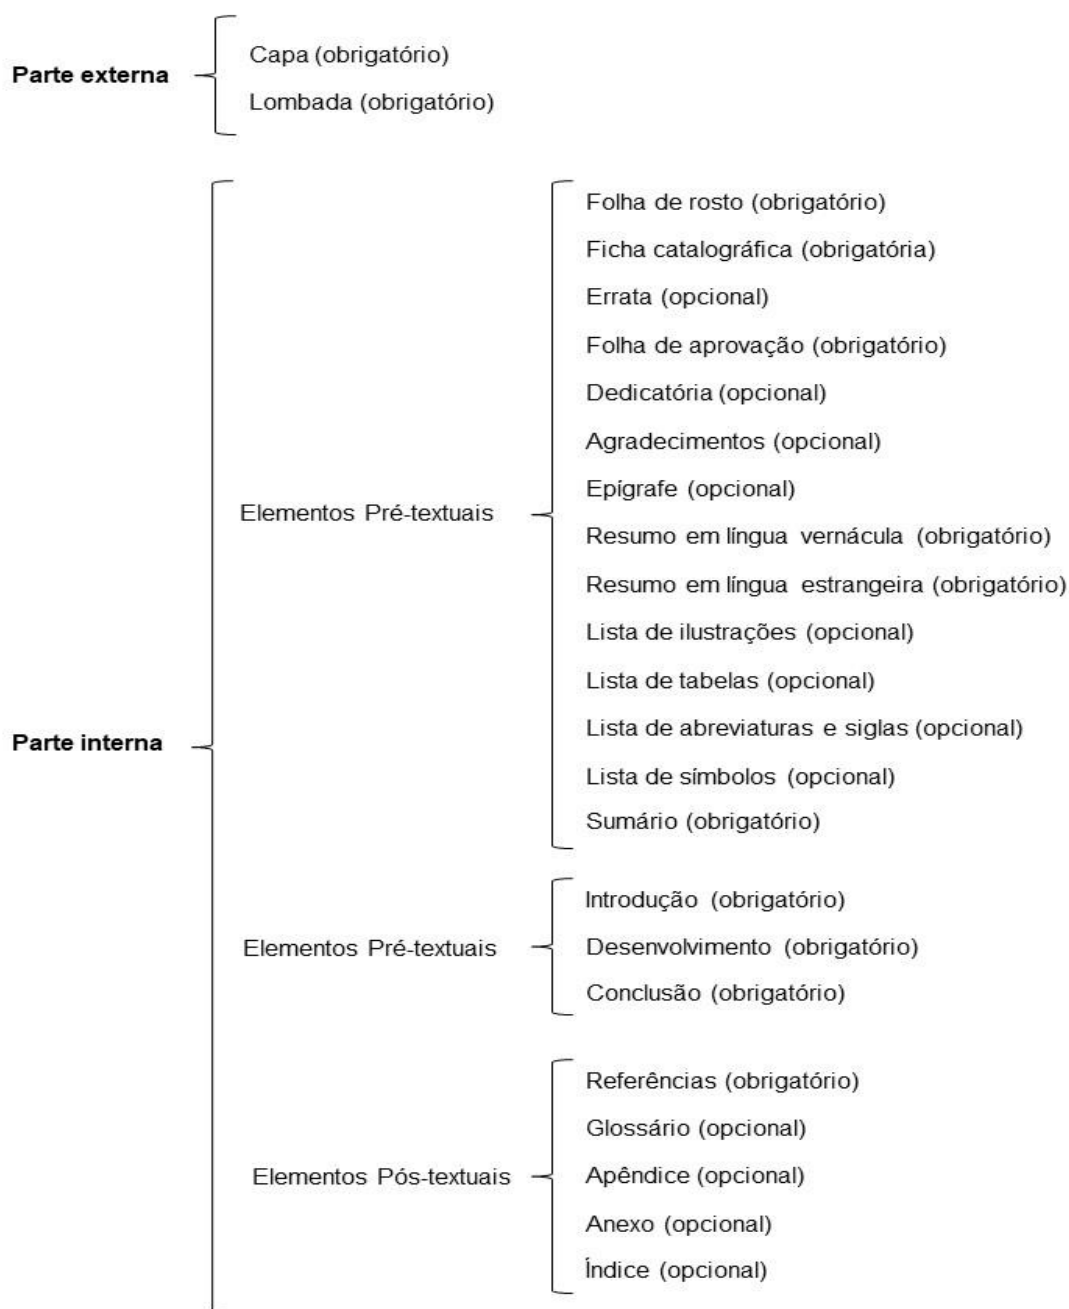 Parte externa
Capa (obrigatório)
Lombada (obrigatório)
Parte interna
Elementos Pré-textuais
Folha de rosto (obrigatório)
Ficha catalográfica (obrigatória)
Errata (opcional)
Folha de aprovação (obrigatório)
Dedicatória (opcional)
Agradecimentos (opcional)
Epígrafe (opcional)
Resumo em língua vernácula (obrigatório)
Resumo em língua estrangeira (obrigatório)
Lista de ilustrações (opcional)
Lista de tabelas (opcional)
Lista de abreviaturas e siglas (opcional)
Lista de símbolos (opcional)
Sumário (obrigatório)
Elementos Pré-textuais
Introdução (obrigatório)
Desenvolvimento (obrigatório)
Conclusão (obrigatório)
Elementos Pós-textuais
Referências (obrigatório)
Glossário (opcional)
Apêndice (opcional)
Anexo (opcional)
Índice (opcional)